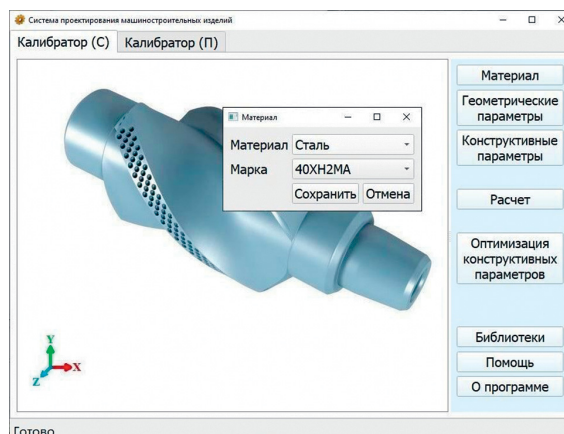 Система проектирования машиностроительных изделий
Калибратор (С)
Калибратор (П)
Материал
Материал Сталь
Марка 40ХН2МА
Сохранить Отмена
Материал
Геометрические
параметры
Конструктивные
параметры
Расчет
Оптимизация
конструктивных
параметров
Библиотеки
Помощь
О программе
Y
X
Z
Готово